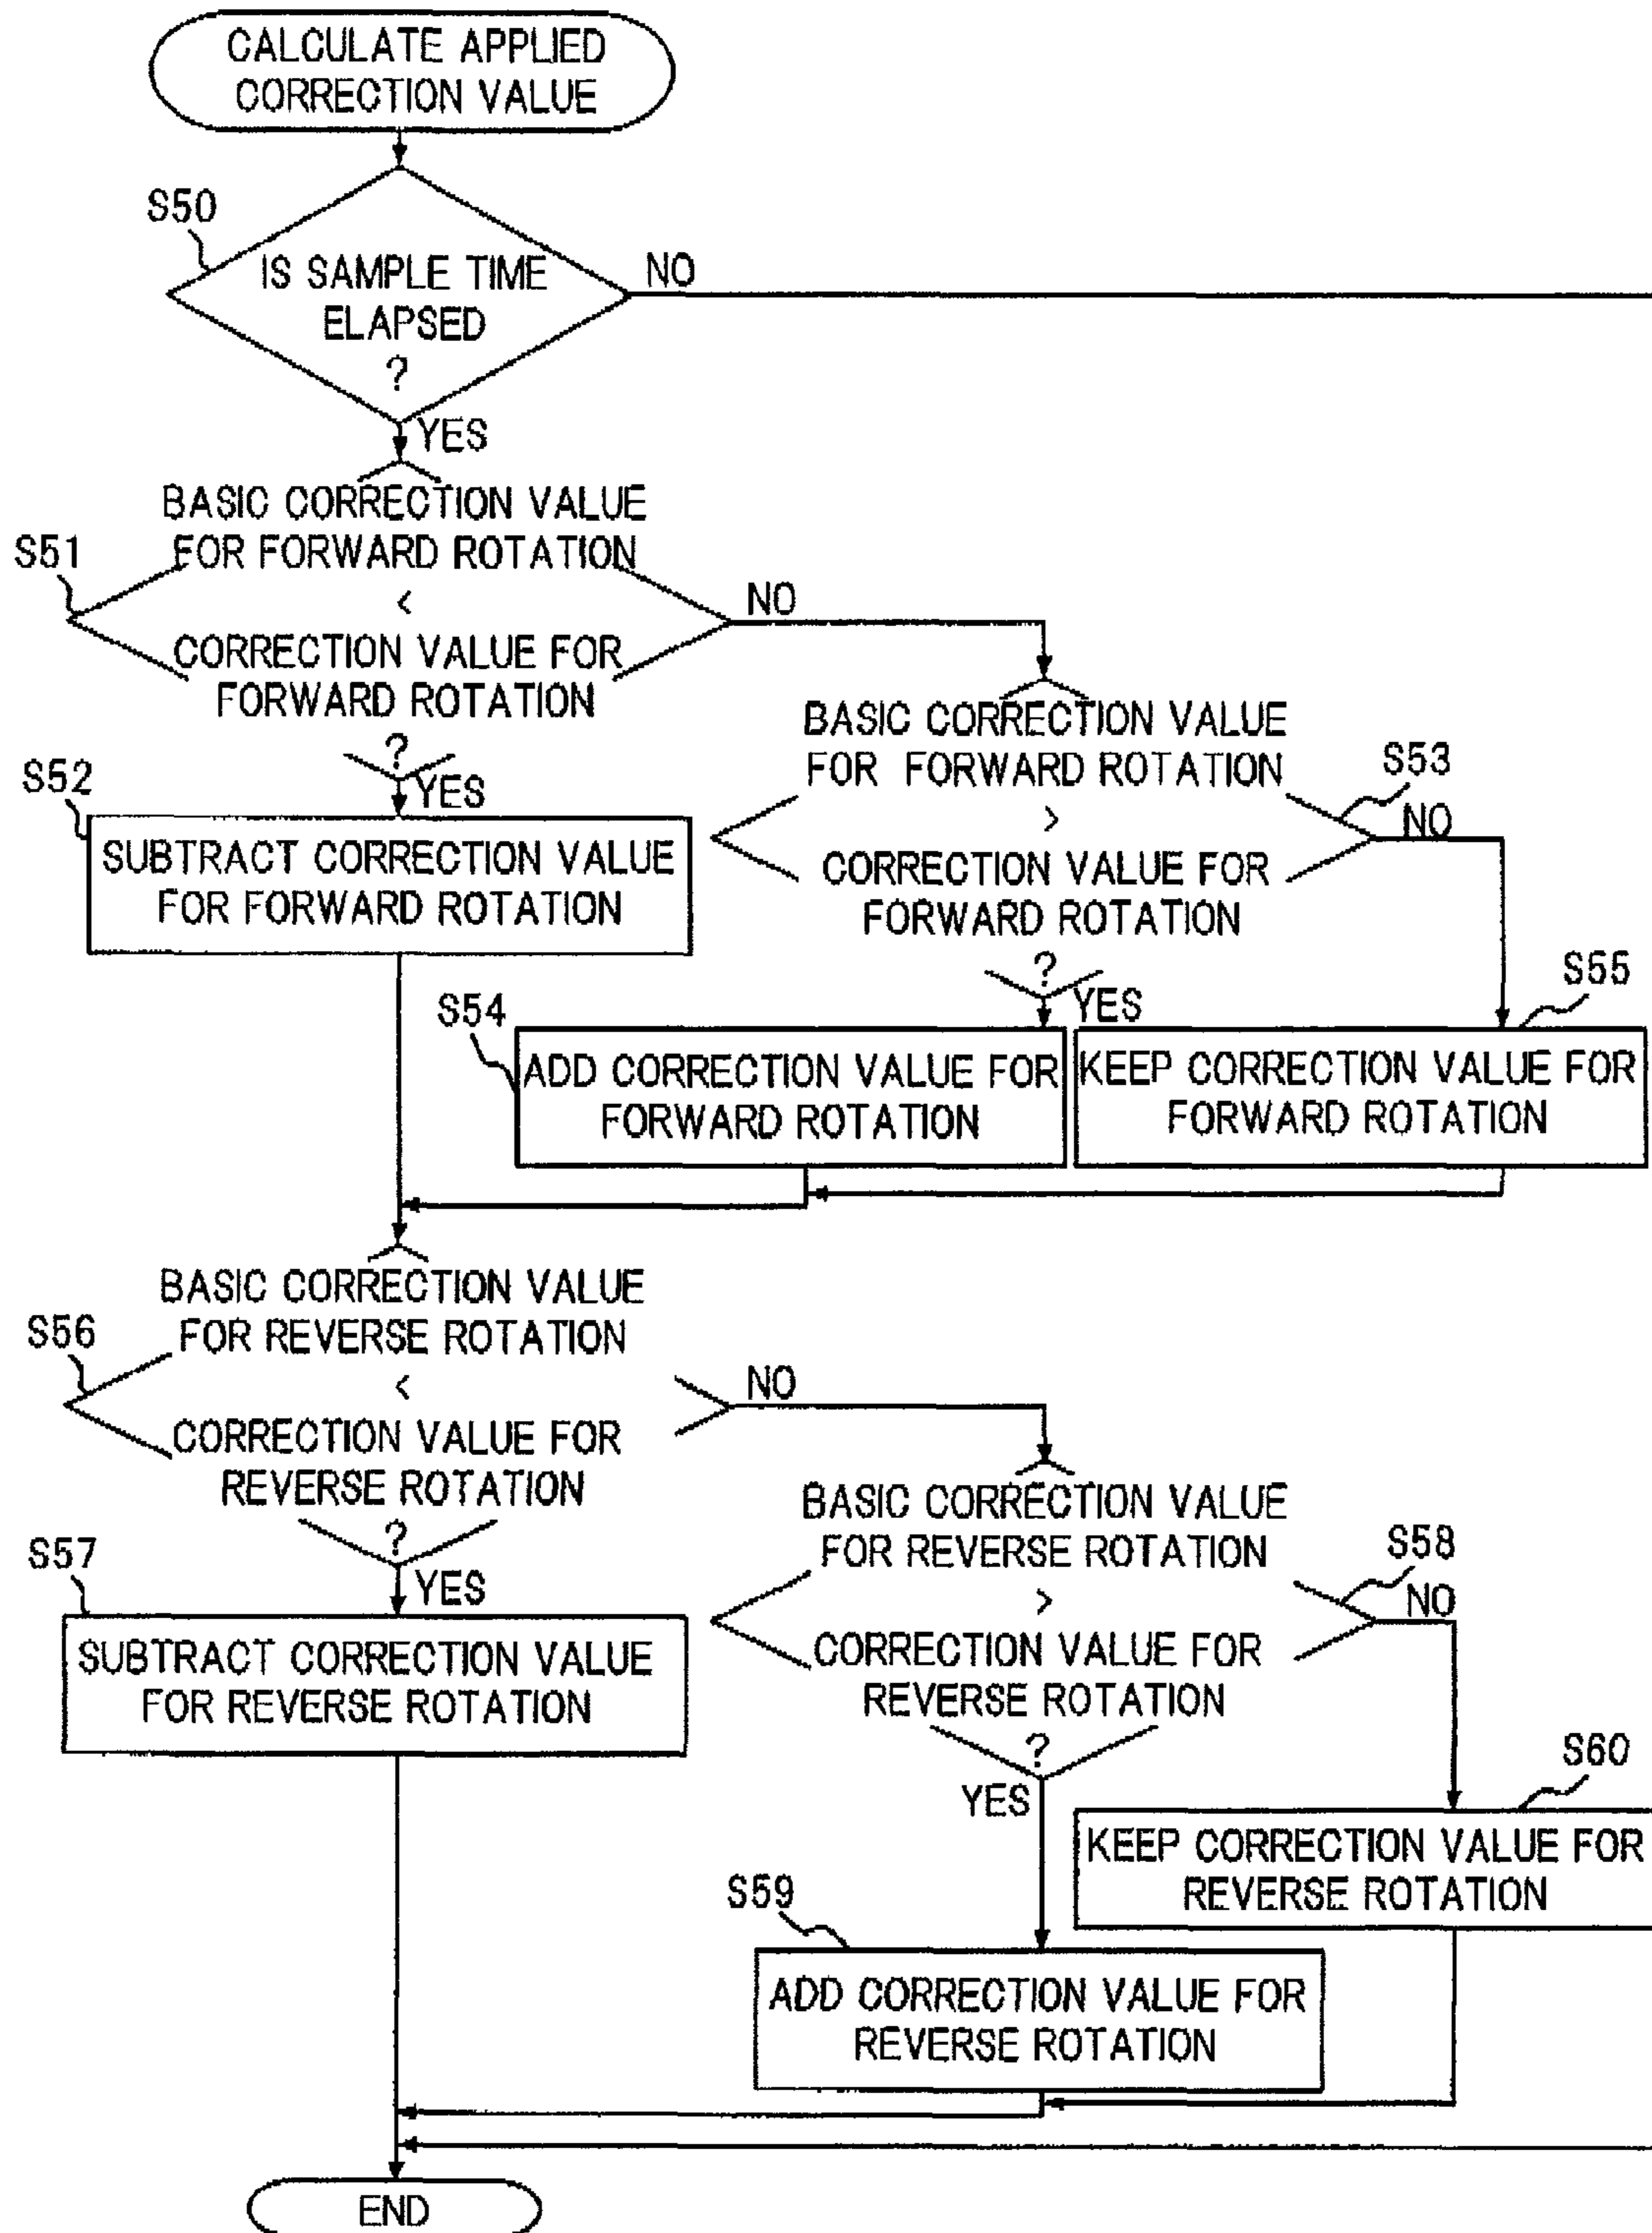 CALCULATE APPLIED
CORRECTION VALUE
S50
IS SAMPLE TIME
ELAPSED
?
NO
YES
S51
BASIC CORRECTION VALUE
FOR FORWARD ROTATION
<
CORRECTION VALUE FOR
FORWARD ROTATION
?
NO
YES
S52
SUBTRACT CORRECTION VALUE
FOR FORWARD ROTATION
BASIC CORRECTION VALUE
FOR FORWARD ROTATION
>
CORRECTION VALUE FOR
FORWARD ROTATION
?
S53
NO
YES
S54
ADD CORRECTION VALUE FOR
FORWARD ROTATION
S55
KEEP CORRECTION VALUE FOR
FORWARD ROTATION
S56
BASIC CORRECTION VALUE
FOR REVERSE ROTATION
<
CORRECTION VALUE FOR
REVERSE ROTATION
?
NO
YES
S57
SUBTRACT CORRECTION VALUE
FOR REVERSE ROTATION
BASIC CORRECTION VALUE
FOR REVERSE ROTATION
>
CORRECTION VALUE FOR
REVERSE ROTATION
?
S58
NO
YES
S60
KEEP CORRECTION VALUE FOR
REVERSE ROTATION
S59
ADD CORRECTION VALUE FOR
REVERSE ROTATION
END